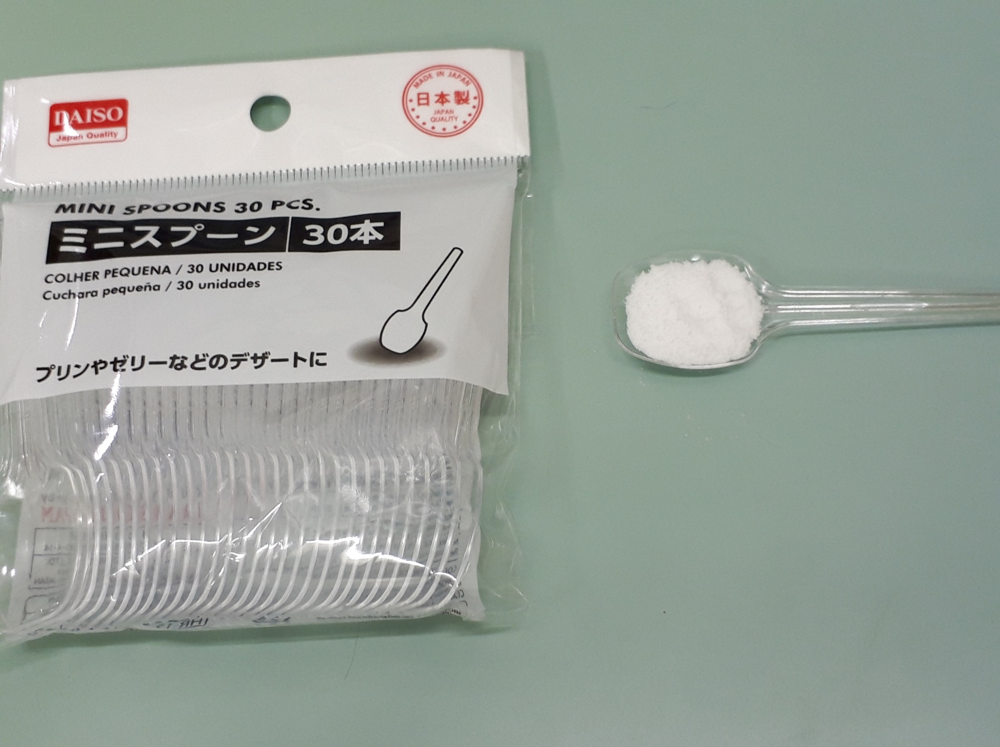 DAISO
Japan Quality
MADE IN JAPAN
日本製
JAPAN
QUALITY
MINI SPOONS 30 PCS.
ミニスプーン 30本
COLHER PEQUENA / 30 UNIDADES
Cuchara pequeña / 30 unidades
プリンやゼリーなどのデザートに